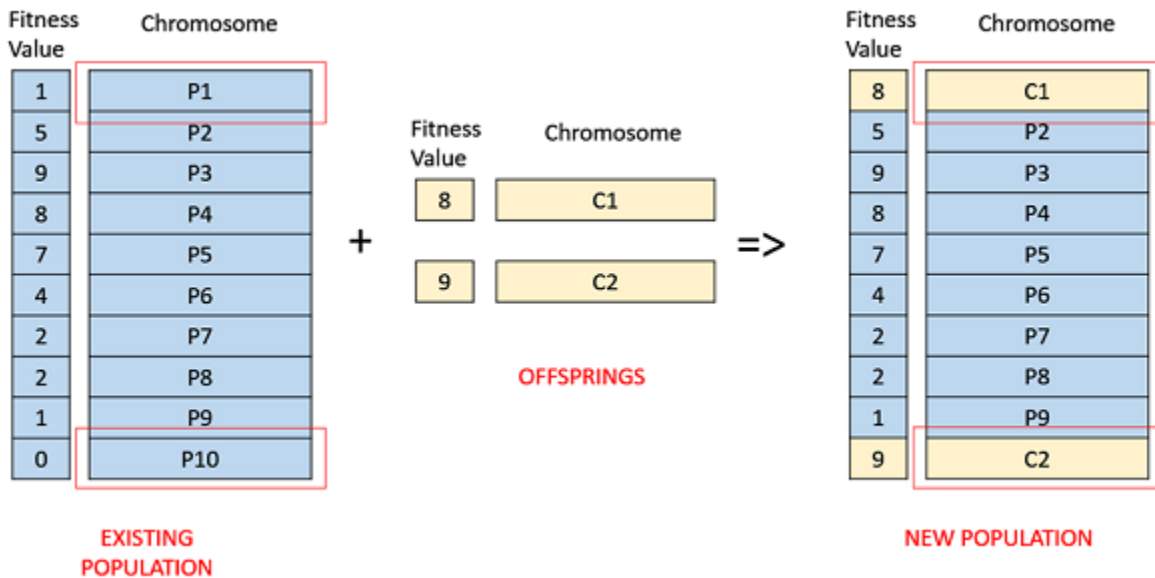 Fitness
Value
Chromosome
1
P1
5
P2
9
P3
8
P4
7
P5
4
P6
2
P7
2
P8
1
P9
0
P10
EXISTING
POPULATION
+
Fitness
Value
Chromosome
8
C1
9
C2
OFFSPRINGS
=>
Fitness
Value
Chromosome
8
C1
5
P2
9
P3
8
P4
7
P5
4
P6
2
P7
2
P8
1
P9
9
C2
NEW POPULATION